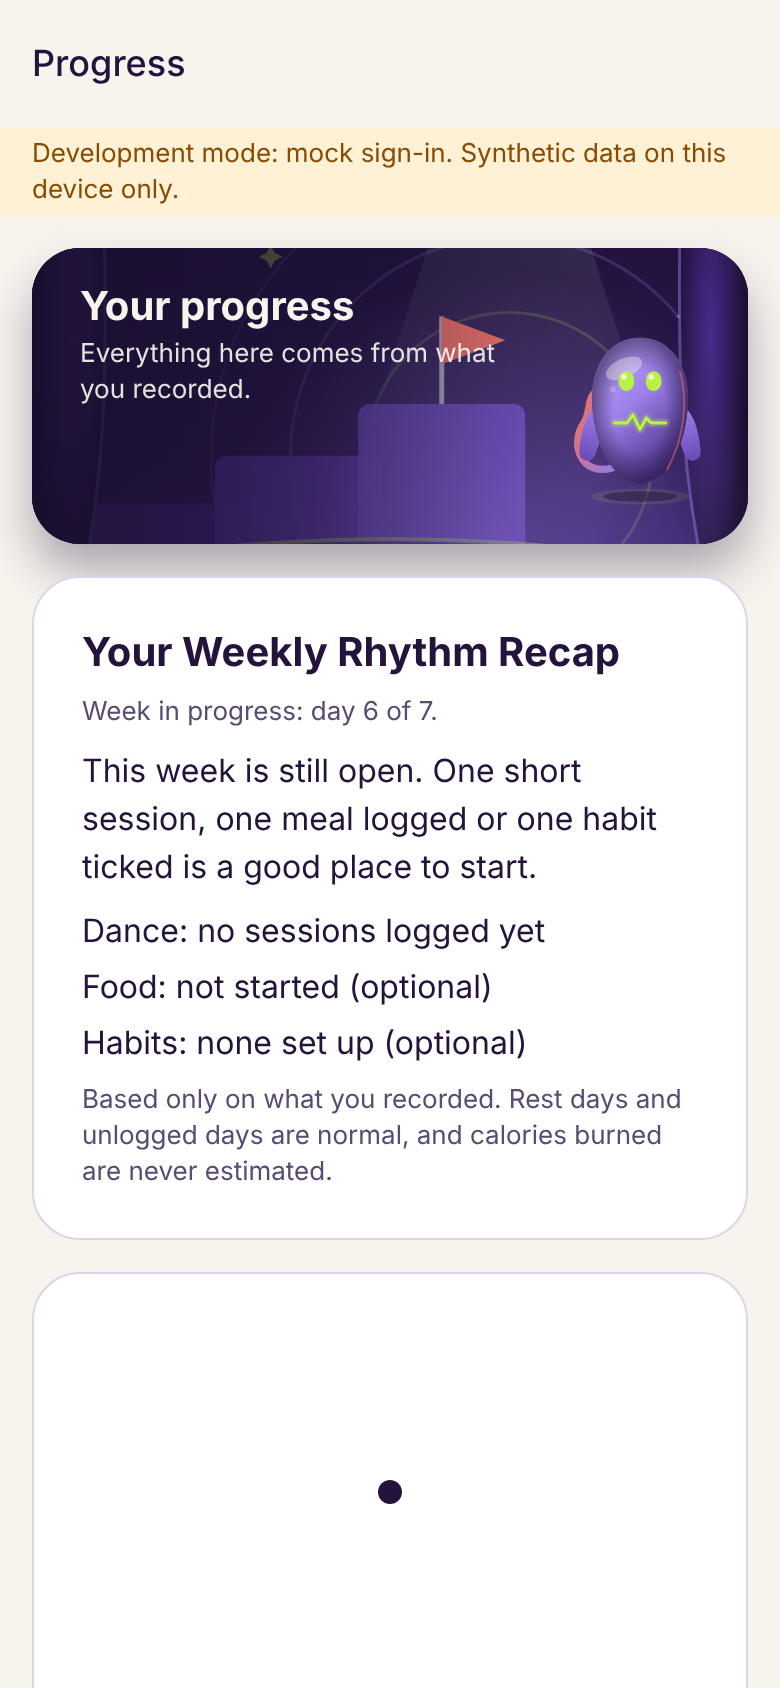 Progress
Development mode: mock sign-in. Synthetic data on this
device only.
Your progress
Everything here comes from what
you recorded.
Your Weekly Rhythm Recap
Week in progress: day 6 of 7.
This week is still open. One short
session, one meal logged or one habit
ticked is a good place to start.
Dance: no sessions logged yet
Food: not started (optional)
Habits: none set up (optional)
Based only on what you recorded. Rest days and
unlogged days are normal, and calories burned
are never estimated.